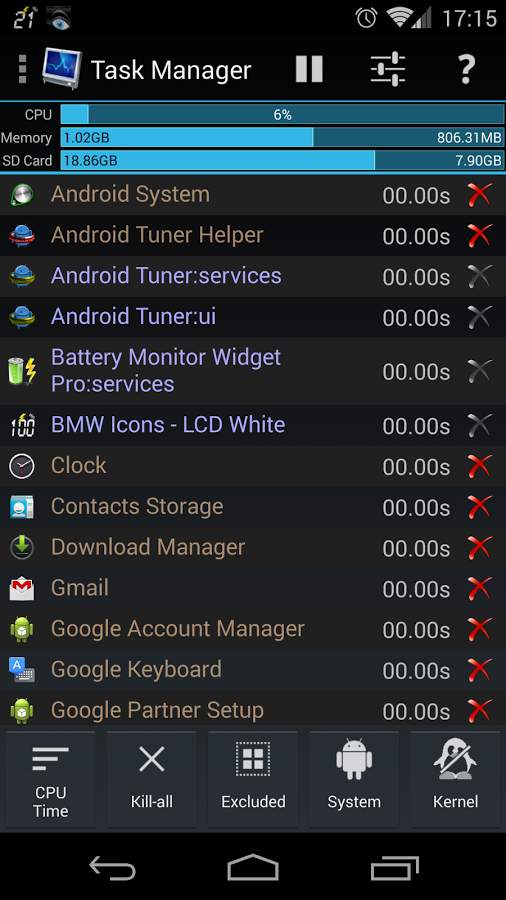 21 17:15
Task Manager ?
CPU 6%
Memory 1.02GB 806.31MB
SD Card 18.86GB 7.90GB
Android System 00.00s
Android Tuner Helper 00.00s
Android Tuner:services 00.00s
Android Tuner:ui 00.00s
Battery Monitor Widget
Pro:services 00.00s
100 BMW Icons - LCD White 00.00s
Clock 00.00s
Contacts Storage 00.00s
Download Manager 00.00s
Gmail 00.00s
Google Account Manager 00.00s
A Google Keyboard 00.00s
Google Partner Setup 00.00s
CPU
Time
Kill-all
Excluded
System
Kernel